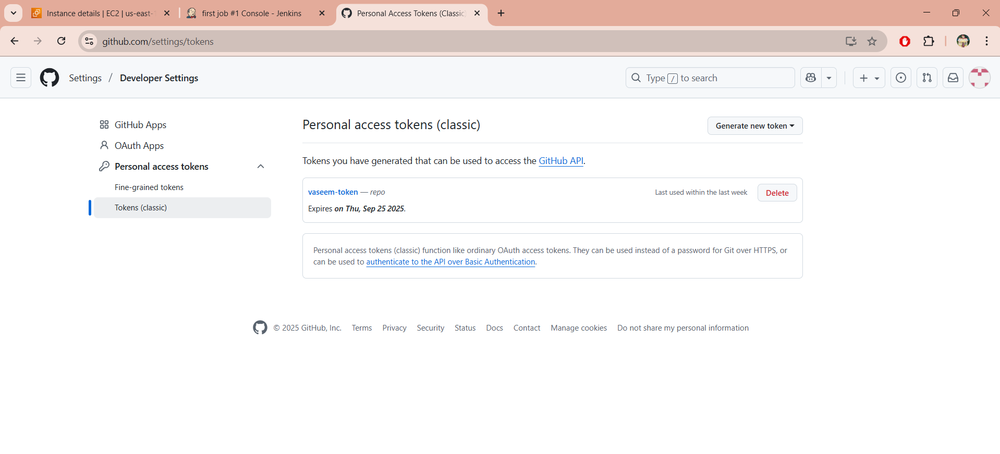 Instance details | EC2 | us-east-
first job #1 Console - Jenkins
Personal Access Tokens (Classic)
github.com/settings/tokens
Settings / Developer Settings
Type / to search
GitHub Apps
OAuth Apps
Personal access tokens
Fine-grained tokens
Tokens (classic)
Personal access tokens (classic)
Generate new token
Tokens you have generated that can be used to access the GitHub API.
vaseem-token — repo
Last used within the last week
Delete
Expires on Thu, Sep 25 2025.
Personal access tokens (classic) function like ordinary OAuth access tokens. They can be used instead of a password for Git over HTTPS, or
can be used to authenticate to the API over Basic Authentication.
© 2025 GitHub, Inc. Terms Privacy Security Status Docs Contact Manage cookies Do not share my personal information